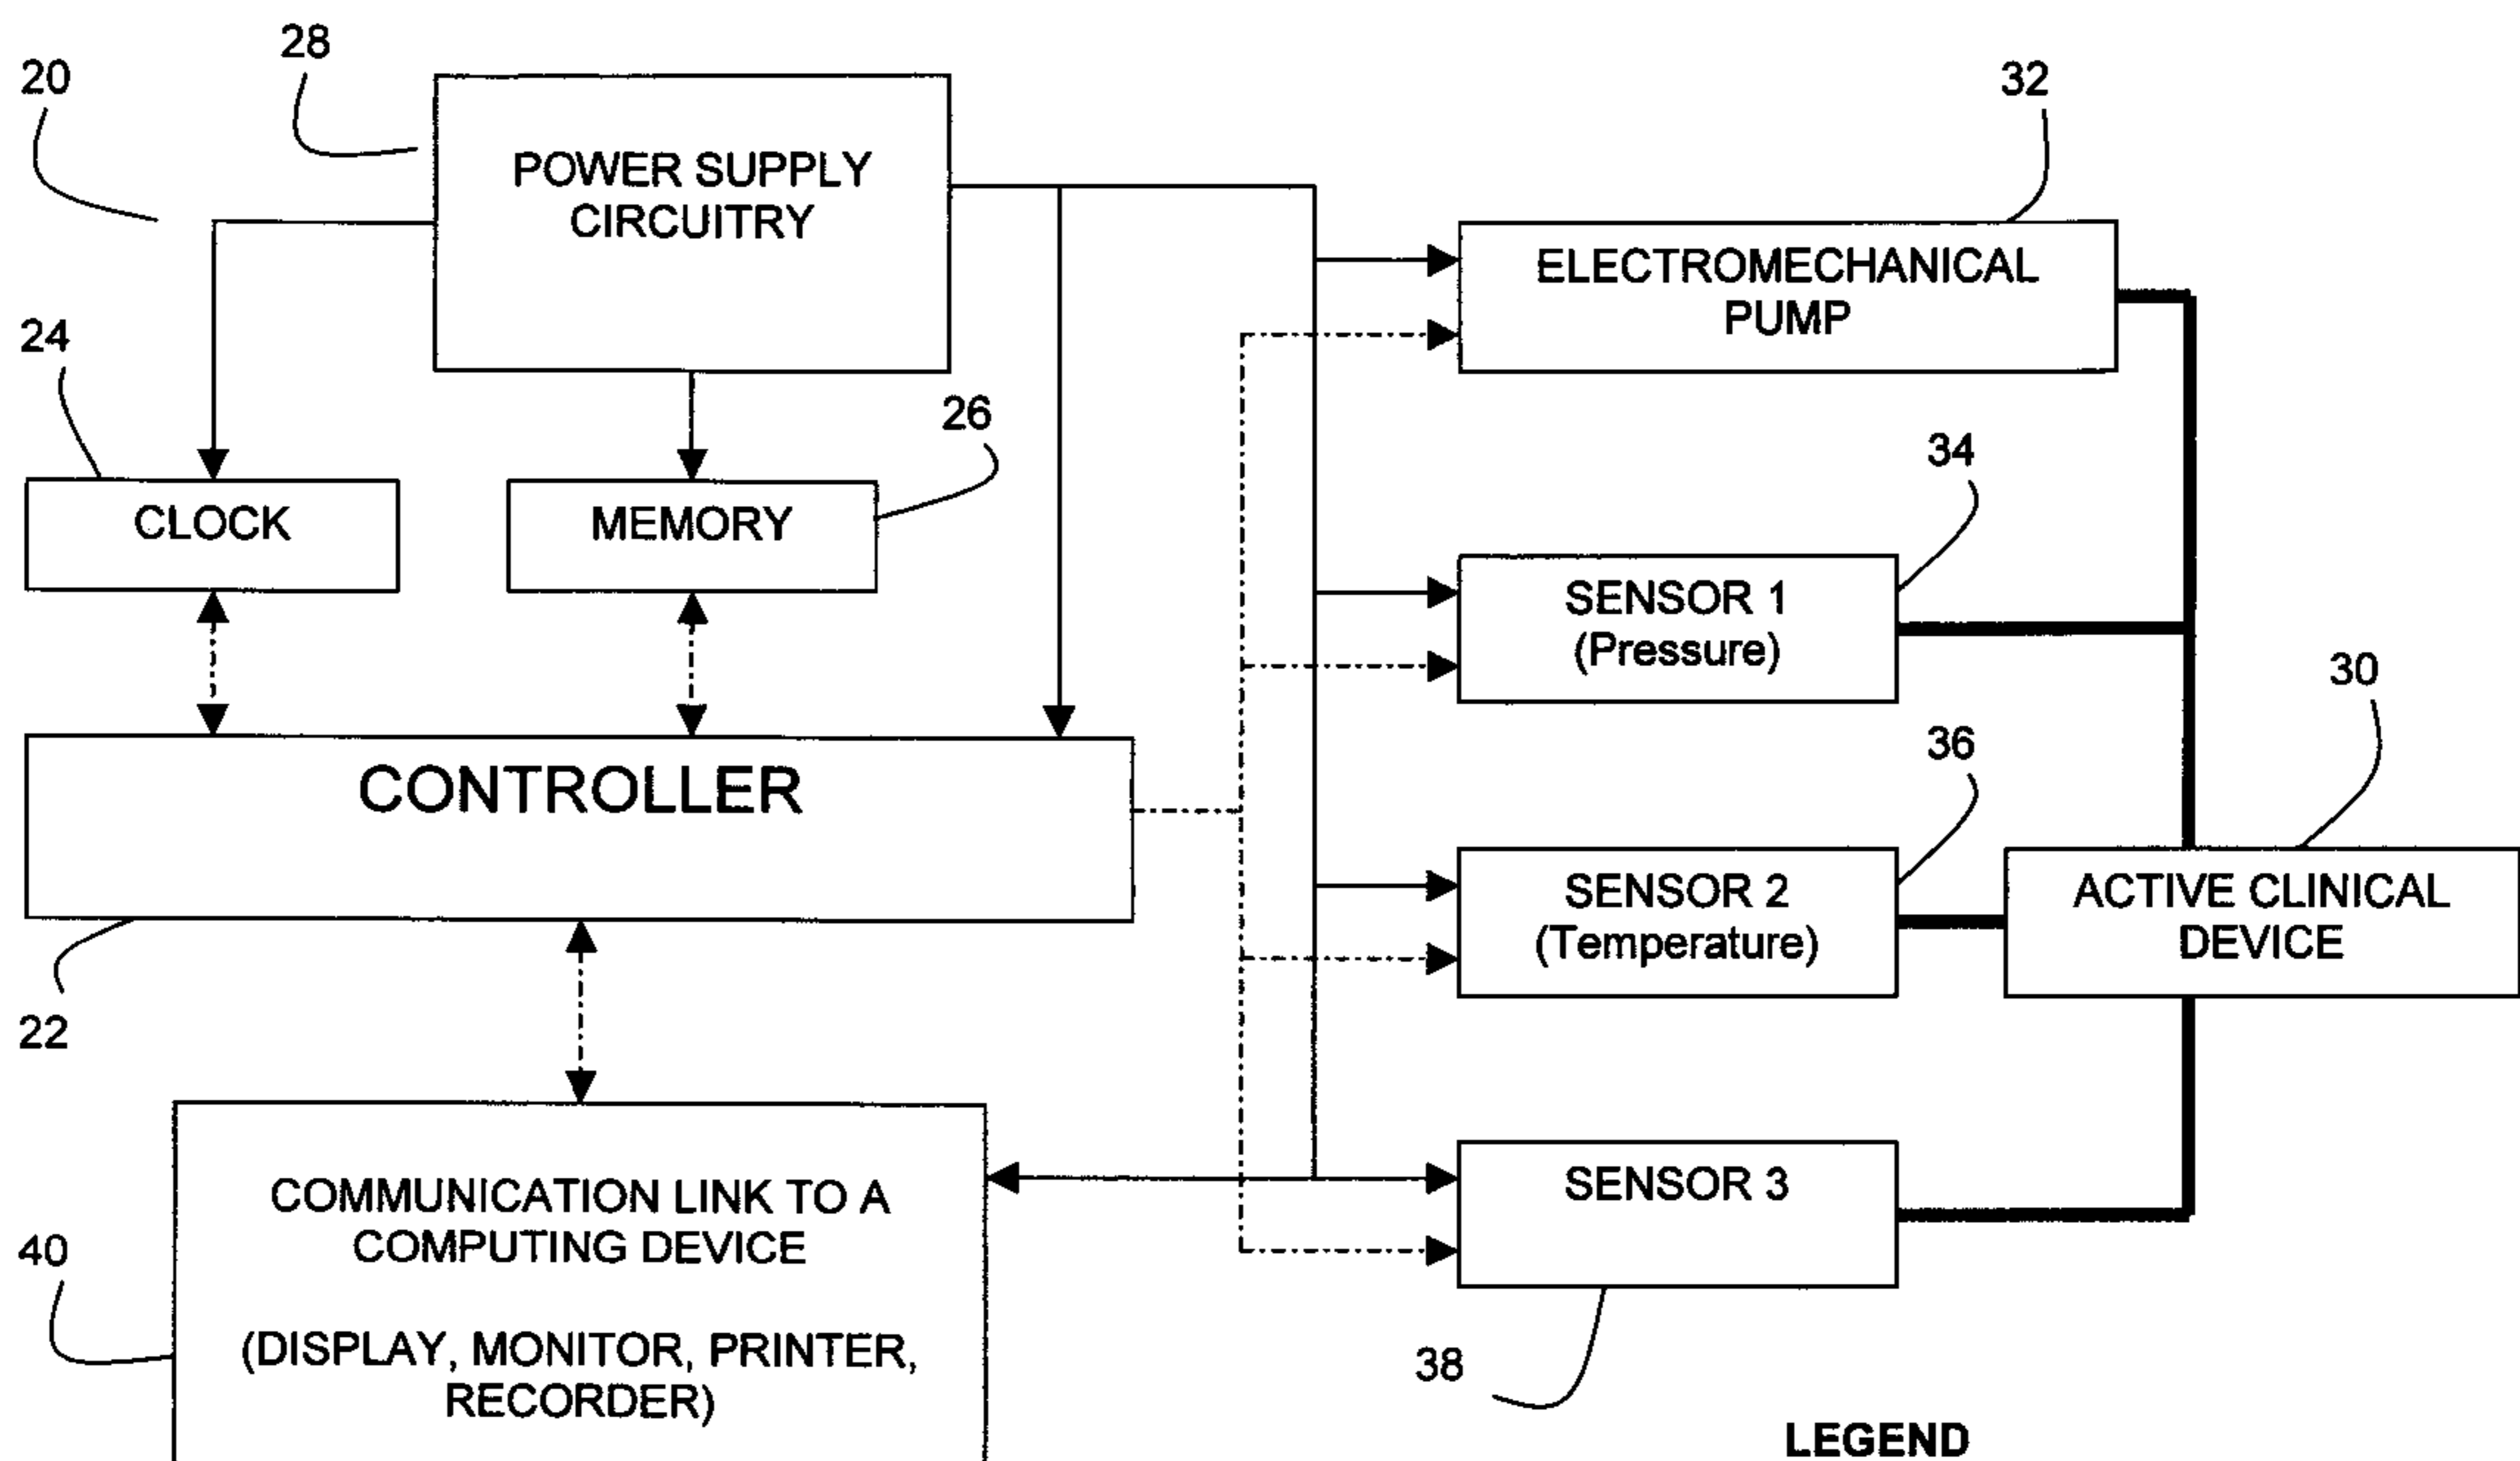 28
20
32
POWER SUPPLY
CIRCUITRY
ELECTROMECHANICAL
PUMP
24
26
34
CLOCK
MEMORY
SENSOR 1
(Pressure)
30
36
CONTROLLER
SENSOR 2
(Temperature)
ACTIVE CLINICAL
DEVICE
22
SENSOR 3
COMMUNICATION LINK TO A
COMPUTING DEVICE
40
(DISPLAY, MONITOR, PRINTER,
RECORDER)
38
LEGEND